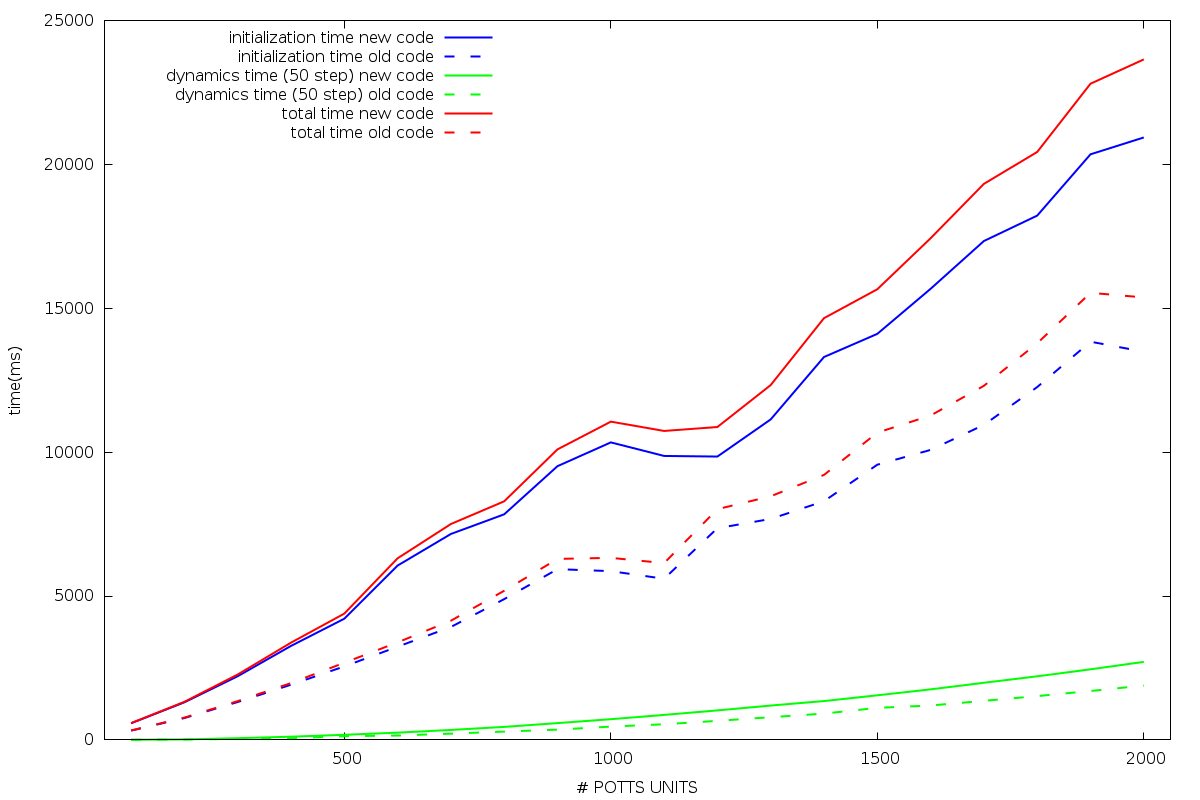 25000
20000
15000
10000
5000
0
time(ms)
initialization time new code
initialization time old code
dynamics time (50 step) new code
dynamics time (50 step) old code
total time new code
total time old code
500
1000
1500
2000
# POTTS UNITS